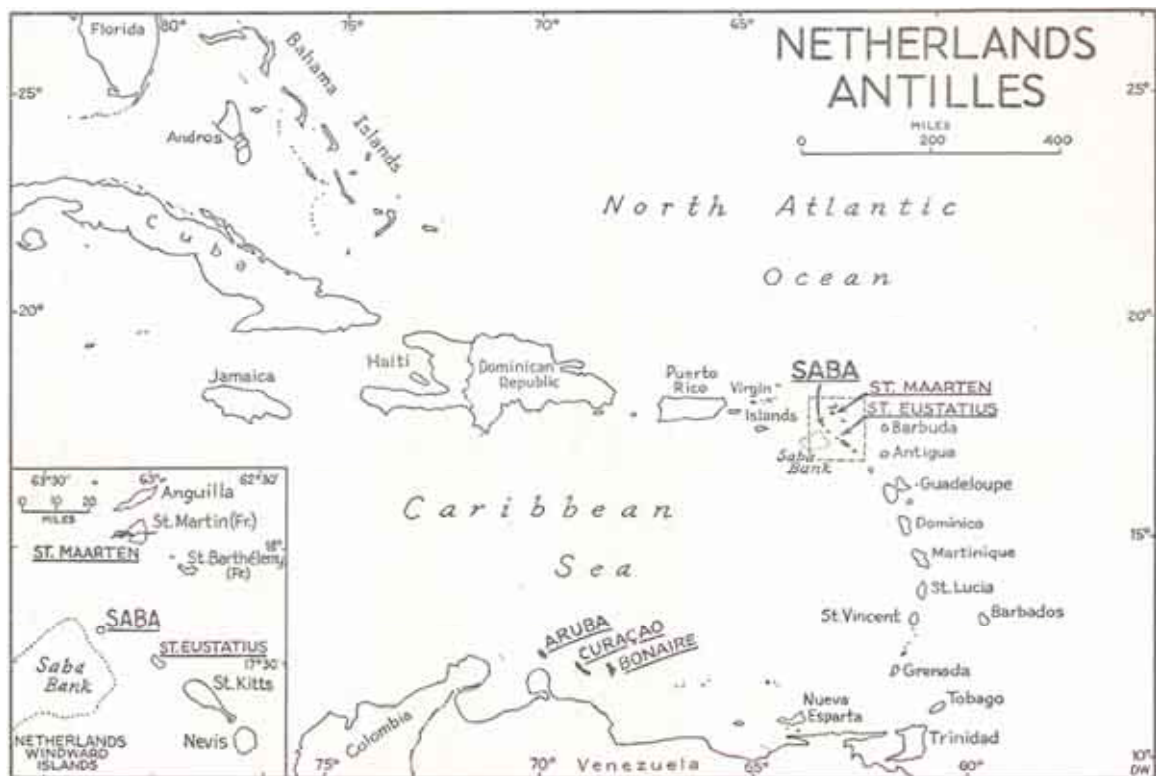 NETHERLANDS
ANTILLES
MILES
0 200 400
80° 75° 70° 65°
Florida
Bahama
Islands
25° 25°
Andros
North Atlantic
Ocean
Cuba
20° 20°
Jamaica
Haiti
Dominican
Republic
Puerto
Rico
Virgin
Islands
SABA
ST. MAARTEN
ST. EUSTATIUS
Barbuda
Saba
Bank
Antigua
Guadeloupe
Caribbean
Sea
Dominica
15°
Martinique
St. Lucia
St. Vincent
Barbados
ARUBA
CURAÇAO
BONAIRE
Grenada
Tobago
Nueva
Esparta
Trinidad
Colombia
Venezuela
75° 70° 65° 60° 10°
DW
63°30' 63° 62°30'
0 10 20
MILES
Anguilla
St. Martin (Fr.)
ST. MAARTEN
18°
St. Barthélemy
(Fr.)
SABA
ST. EUSTATIUS
17°30'
Saba
Bank
St. Kitts
Nevis
NETHERLANDS
WINDWARD
ISLANDS